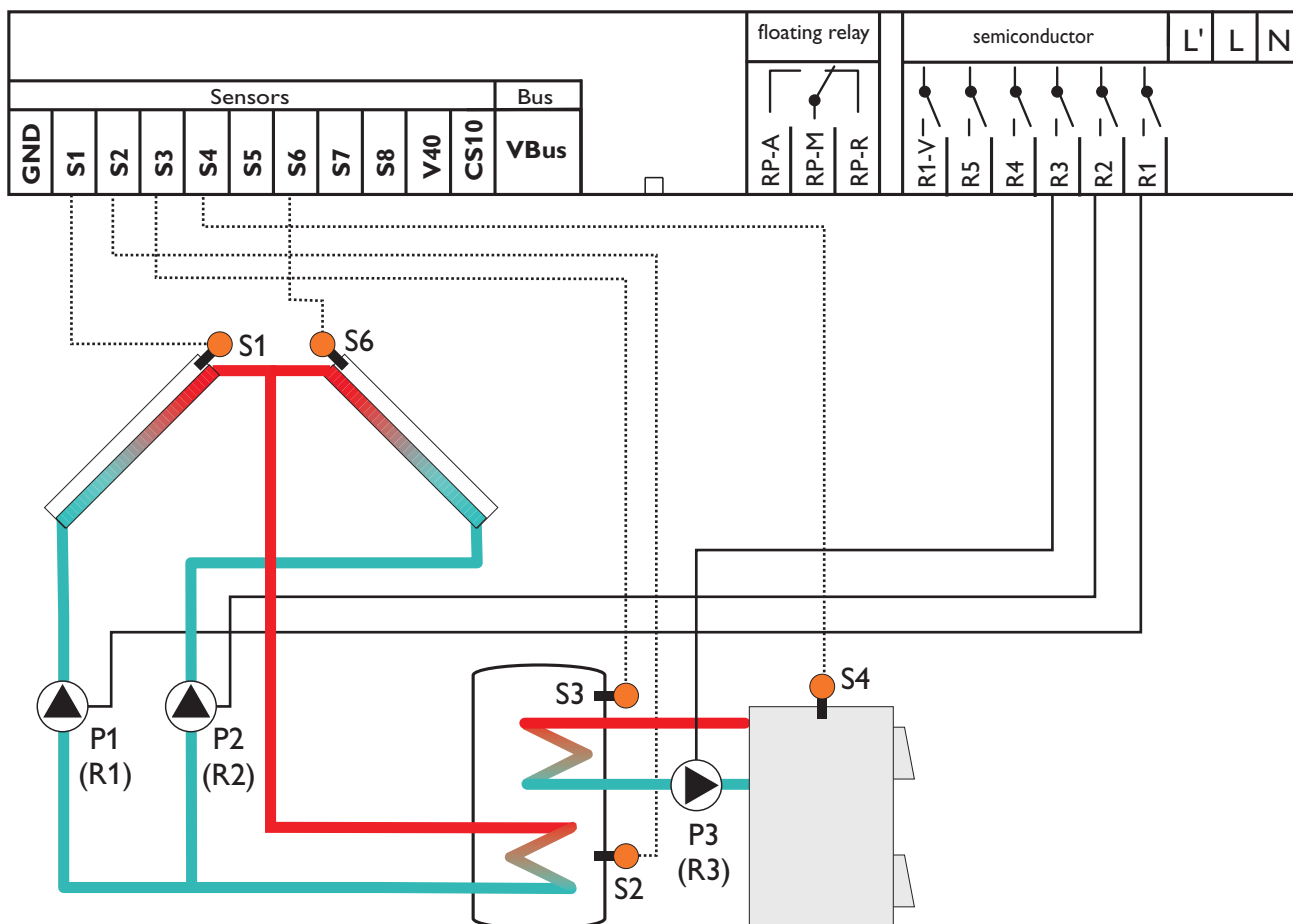 floating relay
semiconductor
L' L N
Sensors
Bus
GND
S1
S2
S3
S4
S5
S6
S7
S8
V40
CS10
VBus
RP-A
RP-M
RP-R
R1-V
R5
R4
R3
R2
R1
S1
S6
S3
S4
P1
(R1)
P2
(R2)
P3
(R3)
S2